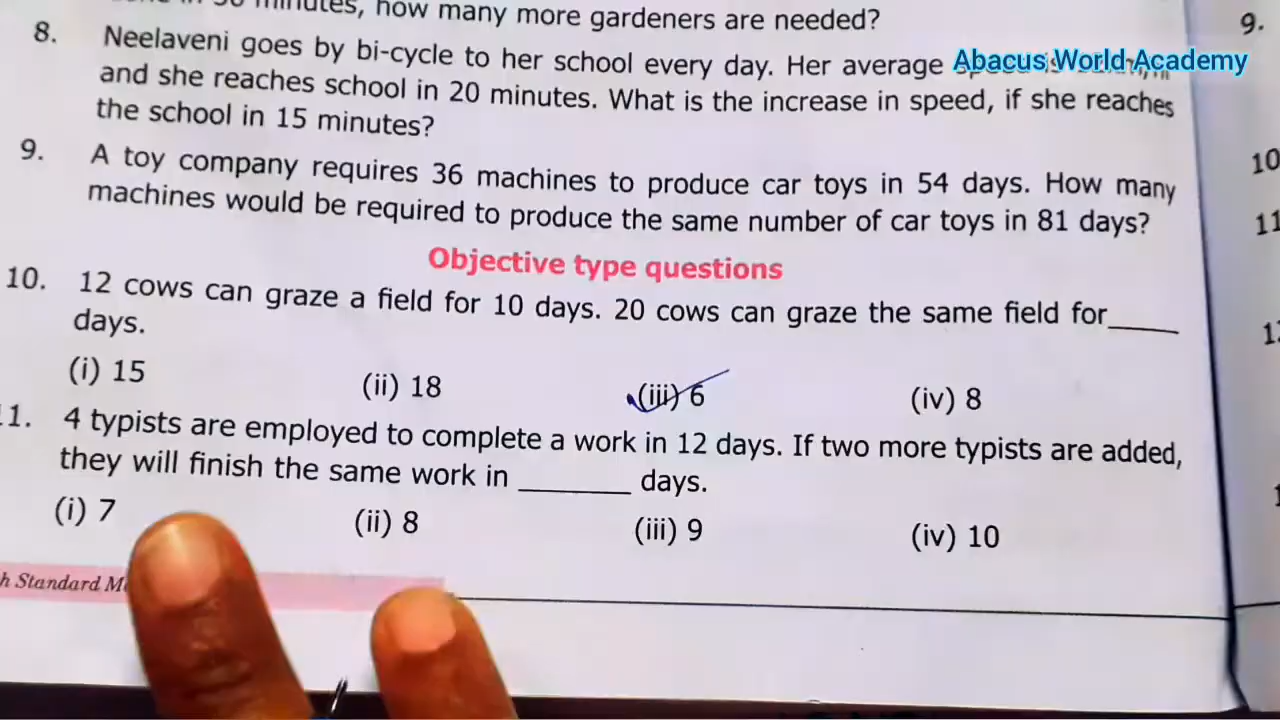 minutes, how many more gardeners are needed?
8. Neelaveni goes by bi-cycle to her school every day. Her average
Abacus World Academy
and she reaches school in 20 minutes. What is the increase in speed, if she reaches
the school in 15 minutes?
9. A toy company requires 36 machines to produce car toys in 54 days. How many
machines would be required to produce the same number of car toys in 81 days?
Objective type questions
10. 12 cows can graze a field for 10 days. 20 cows can graze the same field for____
days.
(i) 15 (ii) 18 (iii) 6 (iv) 8
1. 4 typists are employed to complete a work in 12 days. If two more typists are added,
they will finish the same work in _______ days.
(i) 7 (ii) 8 (iii) 9 (iv) 10
h Standard
9.
10
11